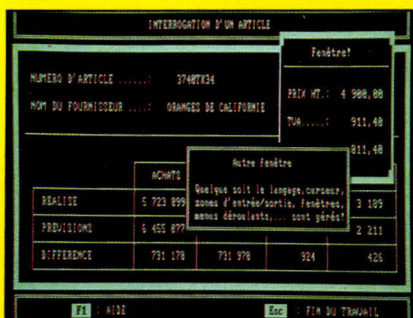 INTERROGATION D'UN ARTICLE
Fenêtre!
NUMERO D'ARTICLE ......: 3740TK34
NOM DU FOURNISSEUR ....: ORANGES DE CALIFORNIE
PRIX HT.: 4 900,00
TVA.....: 911,40
811,40
Autre fenêtre
Quelque soit le langage,curseur,
zones d'entrée/sortie, fenêtres,
menus déroulants,... sont gérés!
ACHATS
REALISE 5 723 899 3 189
PREVISIONS 6 455 077 2 211
DIFFERENCE 731 178 731 978 924 426
F1 : AIDE Esc : FIN DU TRAVAIL